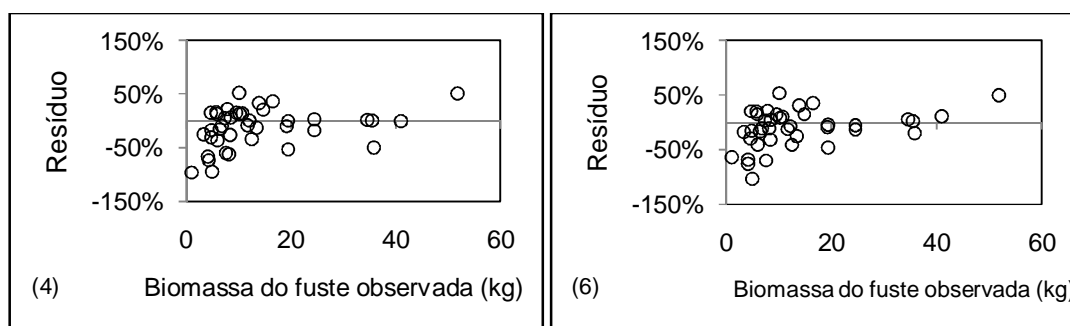 150%
50%
-50%
-150%
Resíduo
0 20 40 60
(4) Biomassa do fuste observada (kg)
150%
50%
-50%
-150%
Resíduo
0 20 40 60
(6) Biomassa do fuste observada (kg)